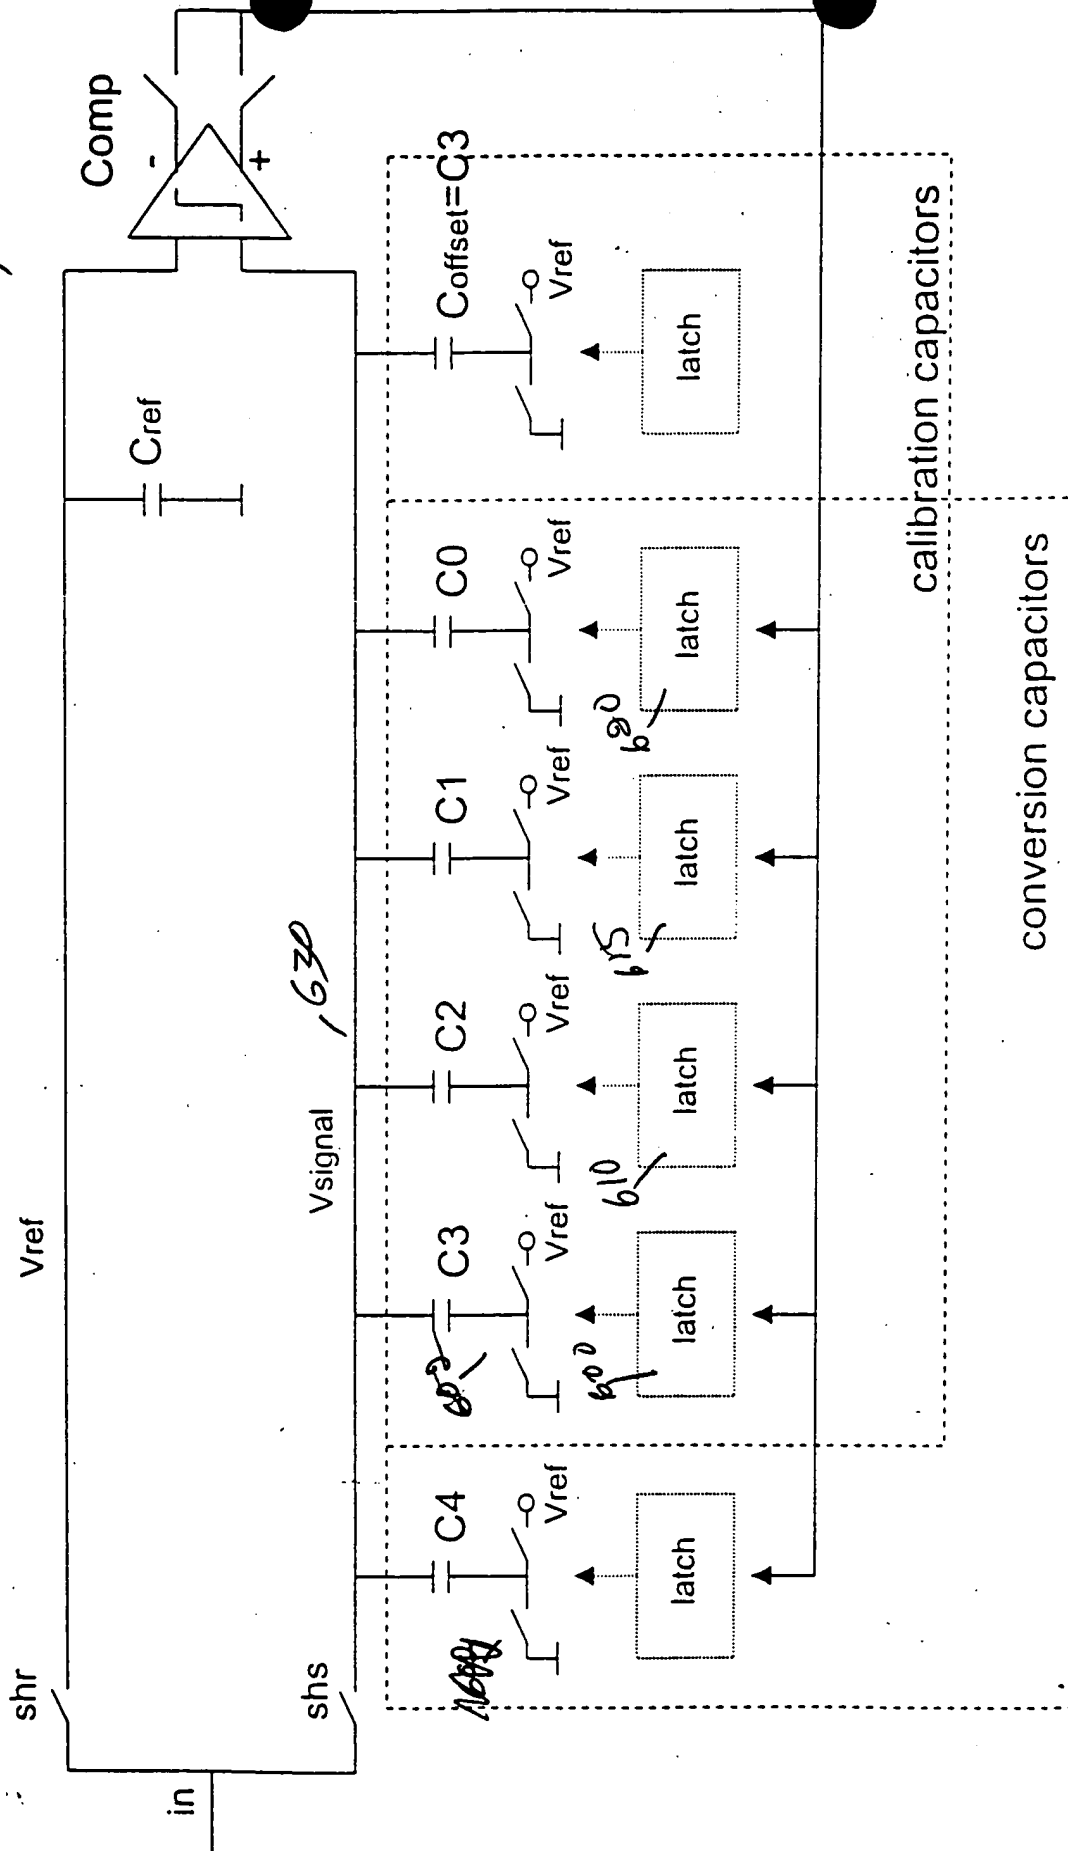 in
shr
shs
Vref
Vsignal
630
Cref
Comp
-
+
C4
C3
C2
C1
C0
Coffset=C3
Vref
Vref
Vref
Vref
Vref
Vref
602
600
610
615
620
latch
latch
latch
latch
latch
latch
calibration capacitors
conversion capacitors